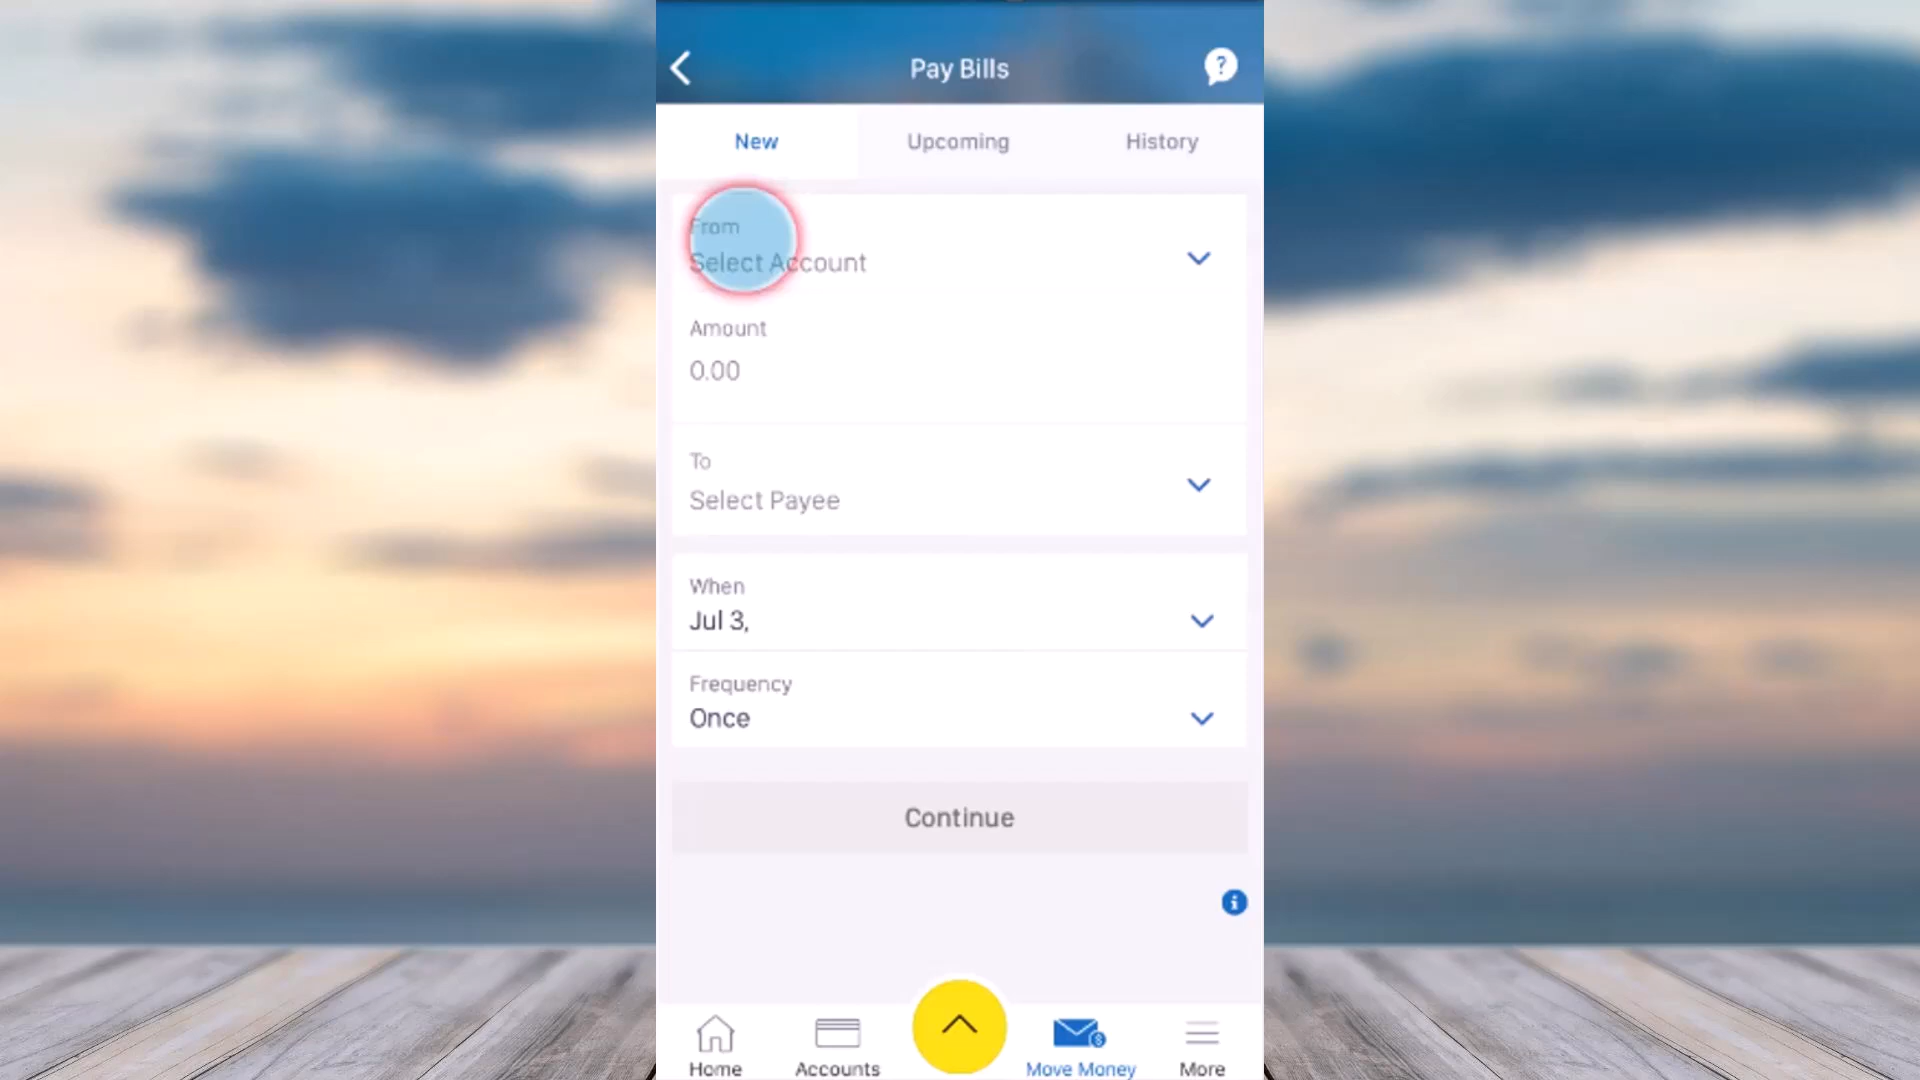 Pay Bills
?
New
Upcoming
History
From
Select Account
Amount
0.00
To
Select Payee
When
Jul 3,
Frequency
Once
Continue
i
$
Home
Accounts
Move Money
More